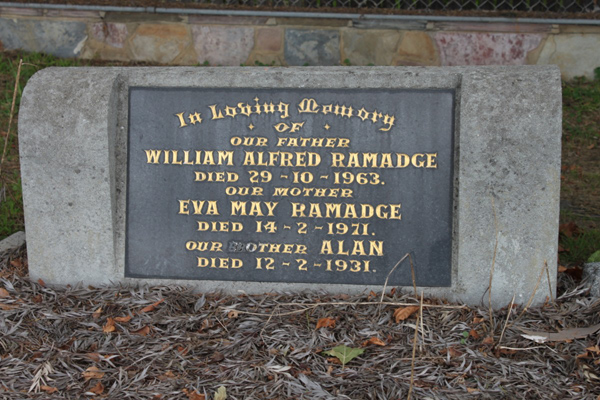 In Loving Memory
OF
OUR FATHER
WILLIAM ALFRED RAMADGE
DIED 29-10-1963.
OUR MOTHER
EVA MAY RAMADGE
DIED 14-2-1971.
OUR BROTHER ALAN
DIED 12-2-1931.